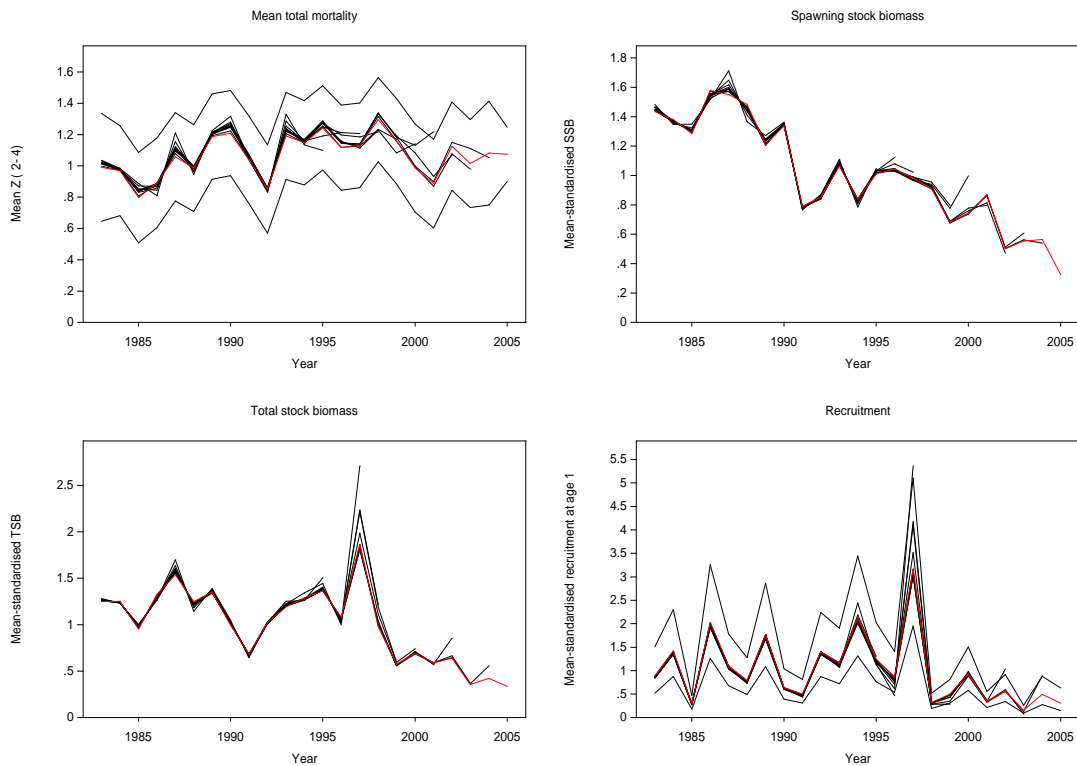 Mean total mortality
Mean Z ( 2- 4)
1.6
1.4
1.2
1
.8
.6
.4
.2
0
1985 1990 1995 2000 2005
Year
Spawning stock biomass
Mean-standardised SSB
1.8
1.6
1.4
1.2
1
.8
.6
.4
.2
0
1985 1990 1995 2000 2005
Year
Total stock biomass
Mean-standardised TSB
2.5
2
1.5
1
.5
0
1985 1990 1995 2000 2005
Year
Recruitment
Mean-standardised recruitment at age 1
5.5
5
4.5
4
3.5
3
2.5
2
1.5
1
.5
0
1985 1990 1995 2000 2005
Year